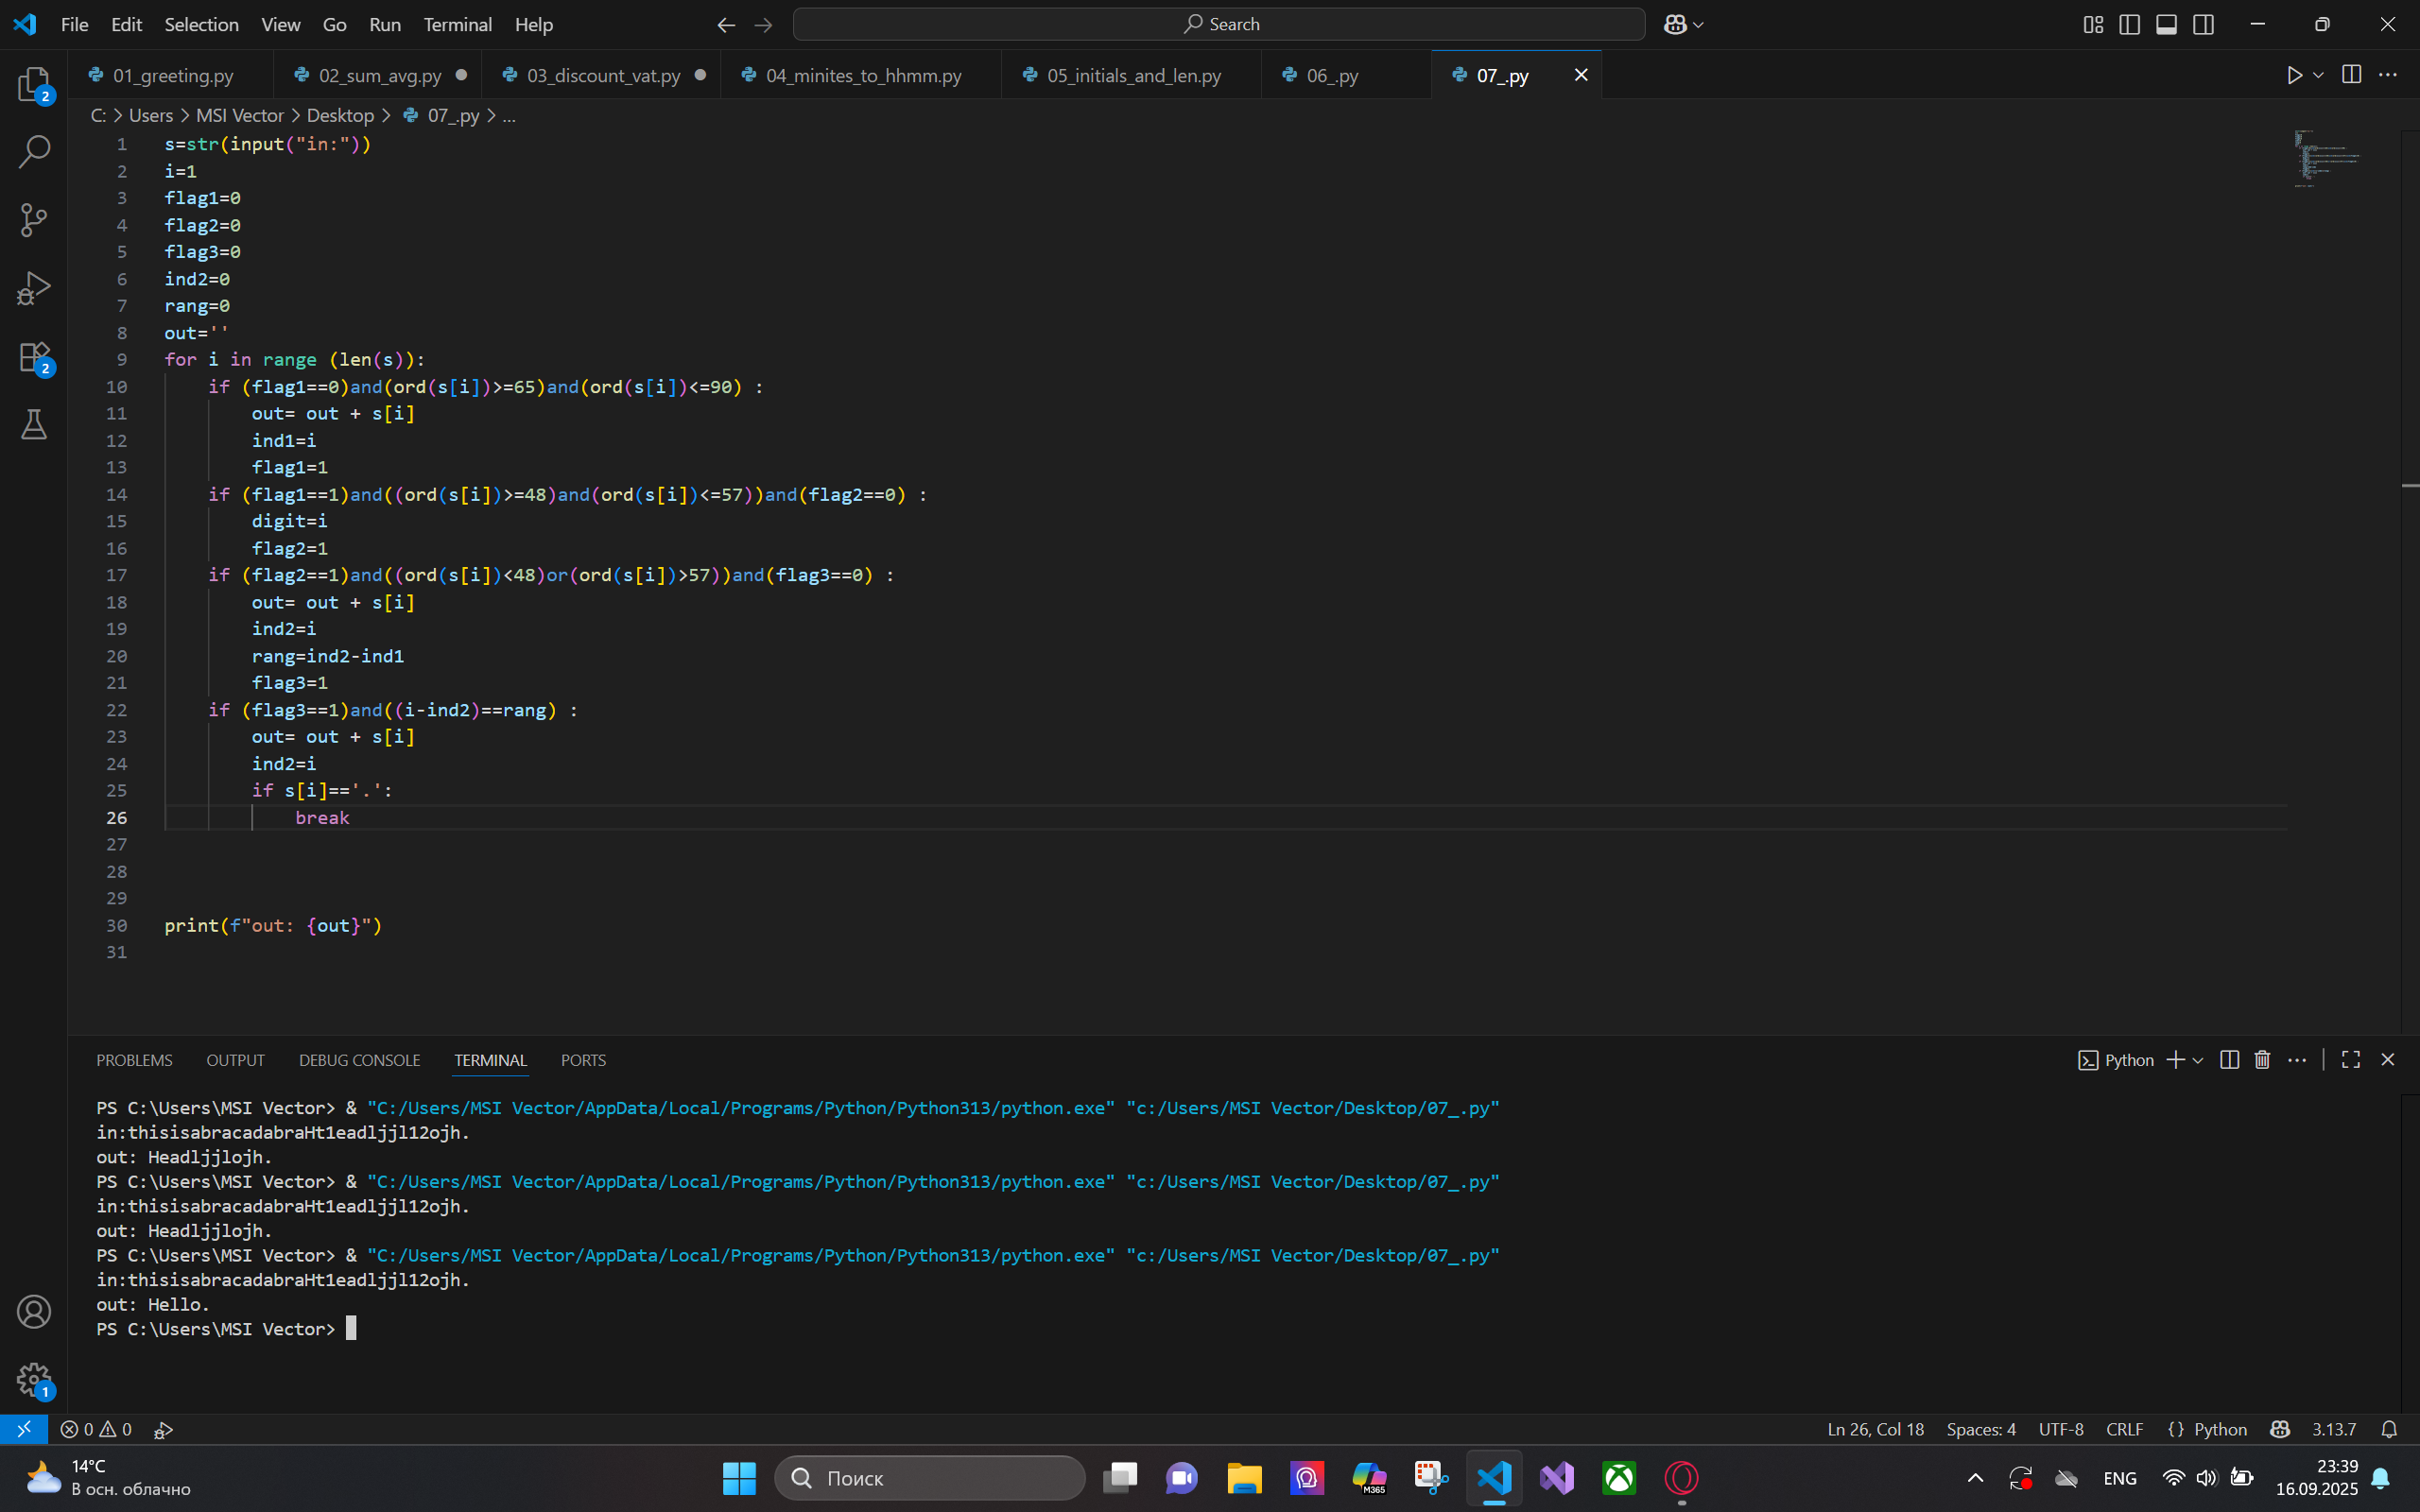 File Edit Selection View Go Run Terminal Help Search
01_greeting.py 02_sum_avg.py 03_discount_vat.py 04_minites_to_hhmm.py 05_initials_and_len.py 06_.py 07_.py
C: > Users > MSI Vector > Desktop > 07_.py > ...
1 s=str(input("in:"))
2 i=1
3 flag1=0
4 flag2=0
5 flag3=0
6 ind2=0
7 rang=0
8 out=''
9 for i in range (len(s)):
10 if (flag1==0)and(ord(s[i])>=65)and(ord(s[i])<=90) :
11 out= out + s[i]
12 ind1=i
13 flag1=1
14 if (flag1==1)and((ord(s[i])>=48)and(ord(s[i])<=57))and(flag2==0) :
15 digit=i
16 flag2=1
17 if (flag2==1)and((ord(s[i])<48)or(ord(s[i])>57))and(flag3==0) :
18 out= out + s[i]
19 ind2=i
20 rang=ind2-ind1
21 flag3=1
22 if (flag3==1)and((i-ind2)==rang) :
23 out= out + s[i]
24 ind2=i
25 if s[i]=='.':
26 break
27
28
29
30 print(f"out: {out}")
31
2
2
1
PROBLEMS OUTPUT DEBUG CONSOLE TERMINAL PORTS Python
PS C:\Users\MSI Vector> & "C:/Users/MSI Vector/AppData/Local/Programs/Python/Python313/python.exe" "c:/Users/MSI Vector/Desktop/07_.py"
in:thisisabracadabraHt1eadljjl12ojh.
out: Headljjlojh.
PS C:\Users\MSI Vector> & "C:/Users/MSI Vector/AppData/Local/Programs/Python/Python313/python.exe" "c:/Users/MSI Vector/Desktop/07_.py"
in:thisisabracadabraHt1eadljjl12ojh.
out: Headljjlojh.
PS C:\Users\MSI Vector> & "C:/Users/MSI Vector/AppData/Local/Programs/Python/Python313/python.exe" "c:/Users/MSI Vector/Desktop/07_.py"
in:thisisabracadabraHt1eadljjl12ojh.
out: Hello.
PS C:\Users\MSI Vector>
0 0 Ln 26, Col 18 Spaces: 4 UTF-8 CRLF {} Python 3.13.7
14°C
В осн. облачно
Поиск
M365
ENG
23:39
16.09.2025